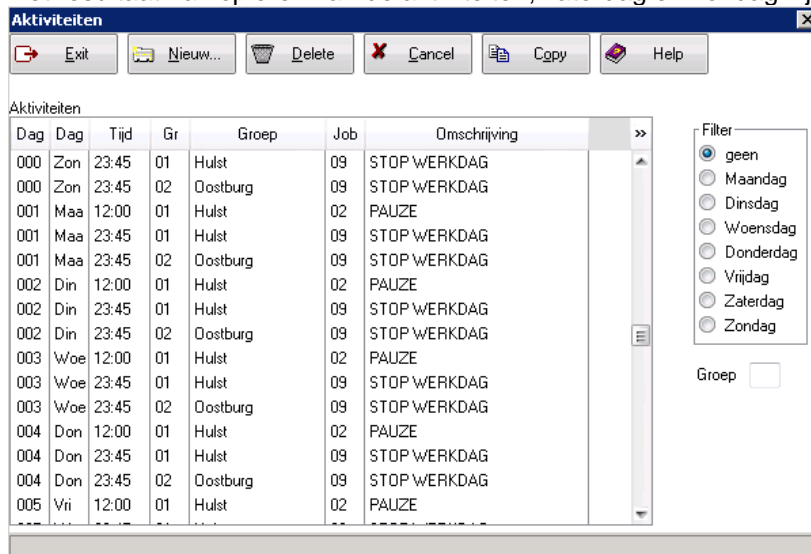 Aktiviteiten
Exit Nieuw... Delete Cancel Copy Help
Aktiviteiten
Dag Dag Tijd Gr Groep Job Omschrijving »
000 Zon 23:45 01 Hulst 09 STOP WERKDAG
000 Zon 23:45 02 Oostburg 09 STOP WERKDAG
001 Maa 12:00 01 Hulst 02 PAUZE
001 Maa 23:45 01 Hulst 09 STOP WERKDAG
001 Maa 23:45 02 Oostburg 09 STOP WERKDAG
002 Din 12:00 01 Hulst 02 PAUZE
002 Din 23:45 01 Hulst 09 STOP WERKDAG
002 Din 23:45 02 Oostburg 09 STOP WERKDAG
003 Woe 12:00 01 Hulst 02 PAUZE
003 Woe 23:45 01 Hulst 09 STOP WERKDAG
003 Woe 23:45 02 Oostburg 09 STOP WERKDAG
004 Don 12:00 01 Hulst 02 PAUZE
004 Don 23:45 01 Hulst 09 STOP WERKDAG
004 Don 23:45 02 Oostburg 09 STOP WERKDAG
005 Vri 12:00 01 Hulst 02 PAUZE
Filter
geen
Maandag
Dinsdag
Woensdag
Donderdag
Vrijdag
Zaterdag
Zondag
Groep